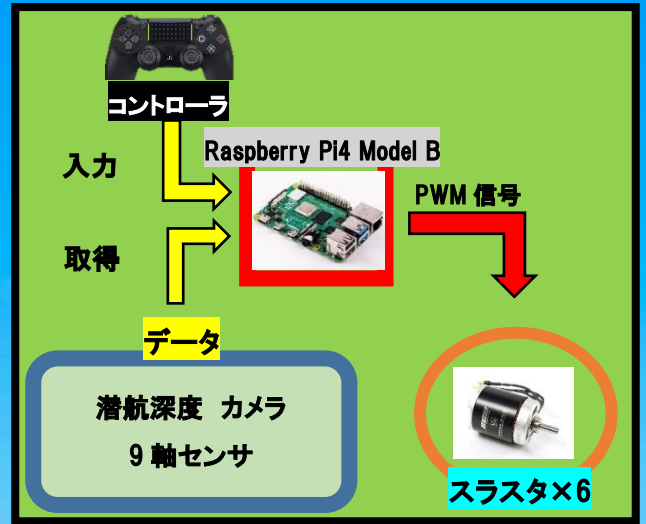 コントローラ
入力
Raspberry Pi4 Model B
PWM 信号
取得
データ
潜航深度 カメラ
9 軸センサ
スラスタ×6